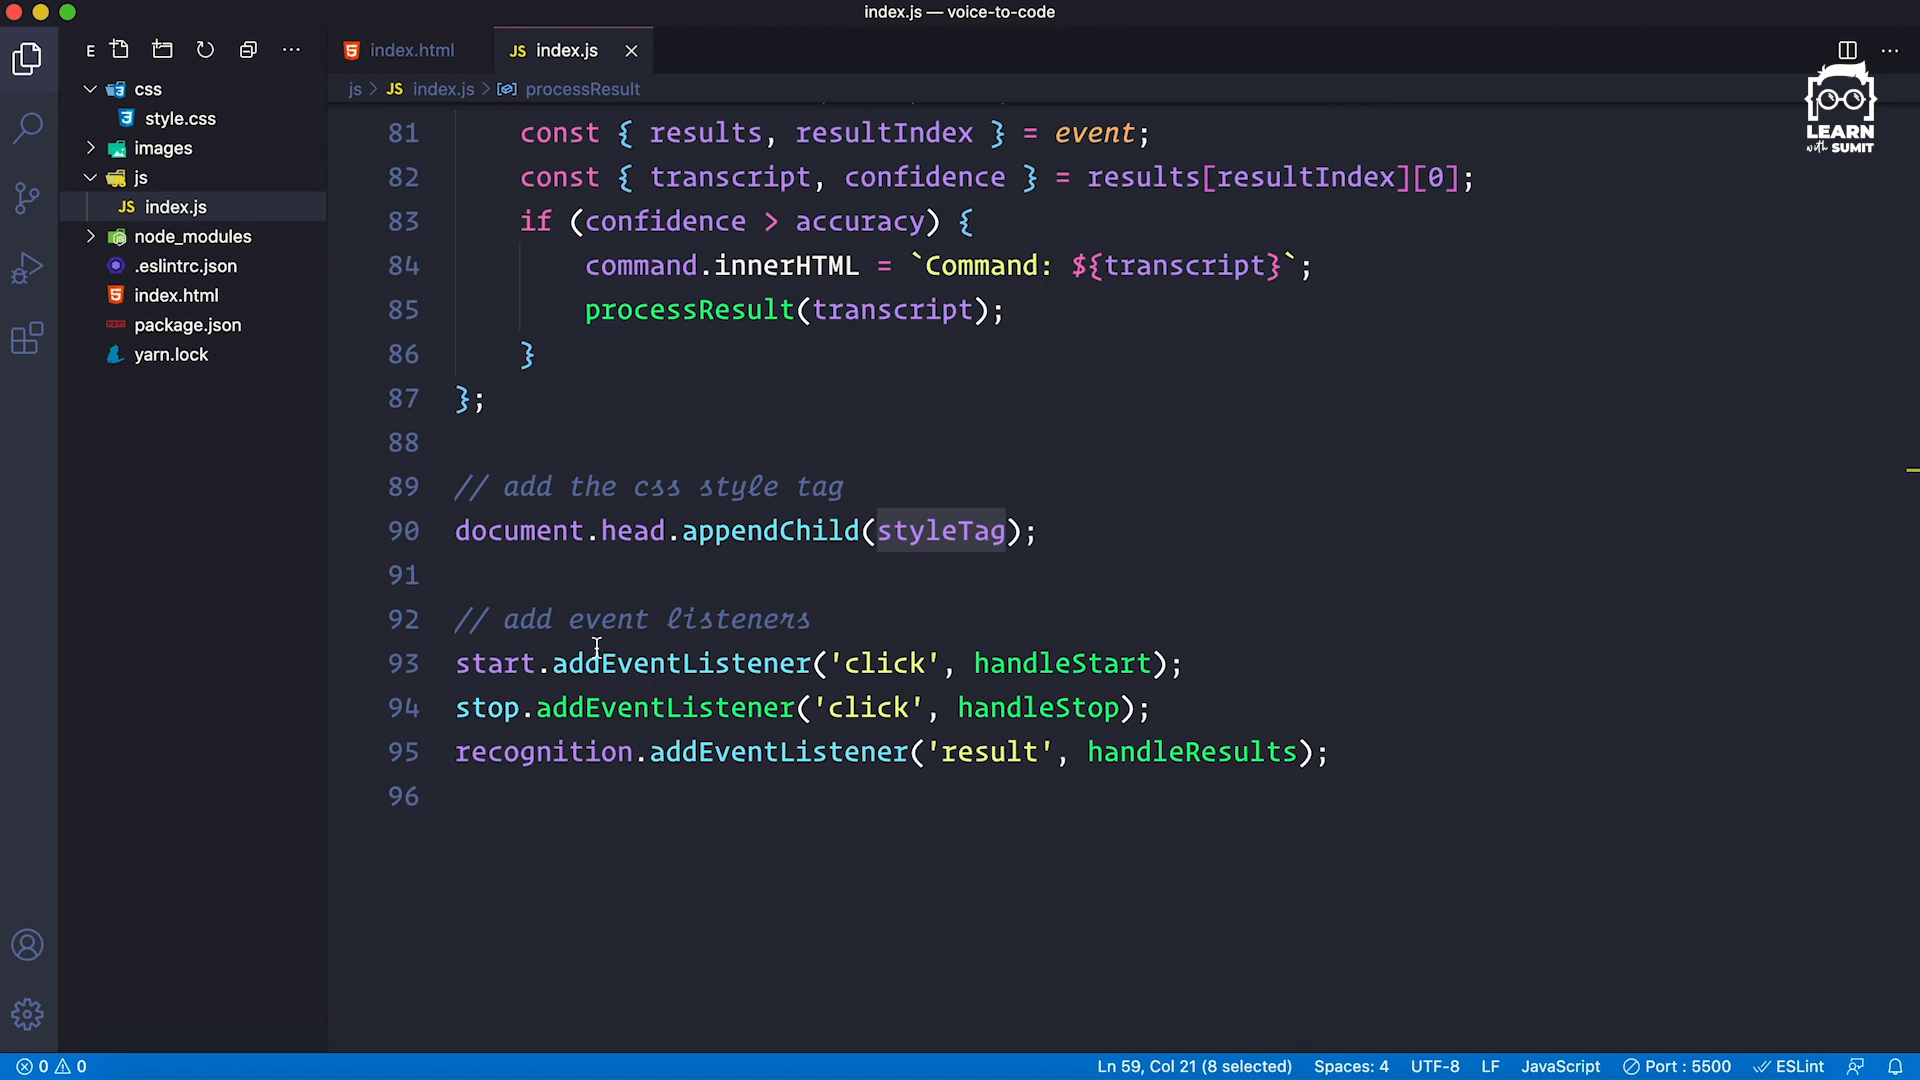 index.js — voice-to-code
E
index.html
JS index.js
js > JS index.js > processResult
css
style.css
images
js
JS index.js
node_modules
.eslintrc.json
index.html
package.json
yarn.lock
81 const { results, resultIndex } = event;
82 const { transcript, confidence } = results[resultIndex][0];
83 if (confidence > accuracy) {
84 command.innerHTML = `Command: ${transcript}`;
85 processResult(transcript);
86 }
87 };
88
89 // add the css style tag
90 document.head.appendChild(styleTag);
91
92 // add event listeners
93 start.addEventListener('click', handleStart);
94 stop.addEventListener('click', handleStop);
95 recognition.addEventListener('result', handleResults);
96
LEARN
with SUMIT
0 0
Ln 59, Col 21 (8 selected)
Spaces: 4
UTF-8
LF
JavaScript
Port : 5500
ESLint